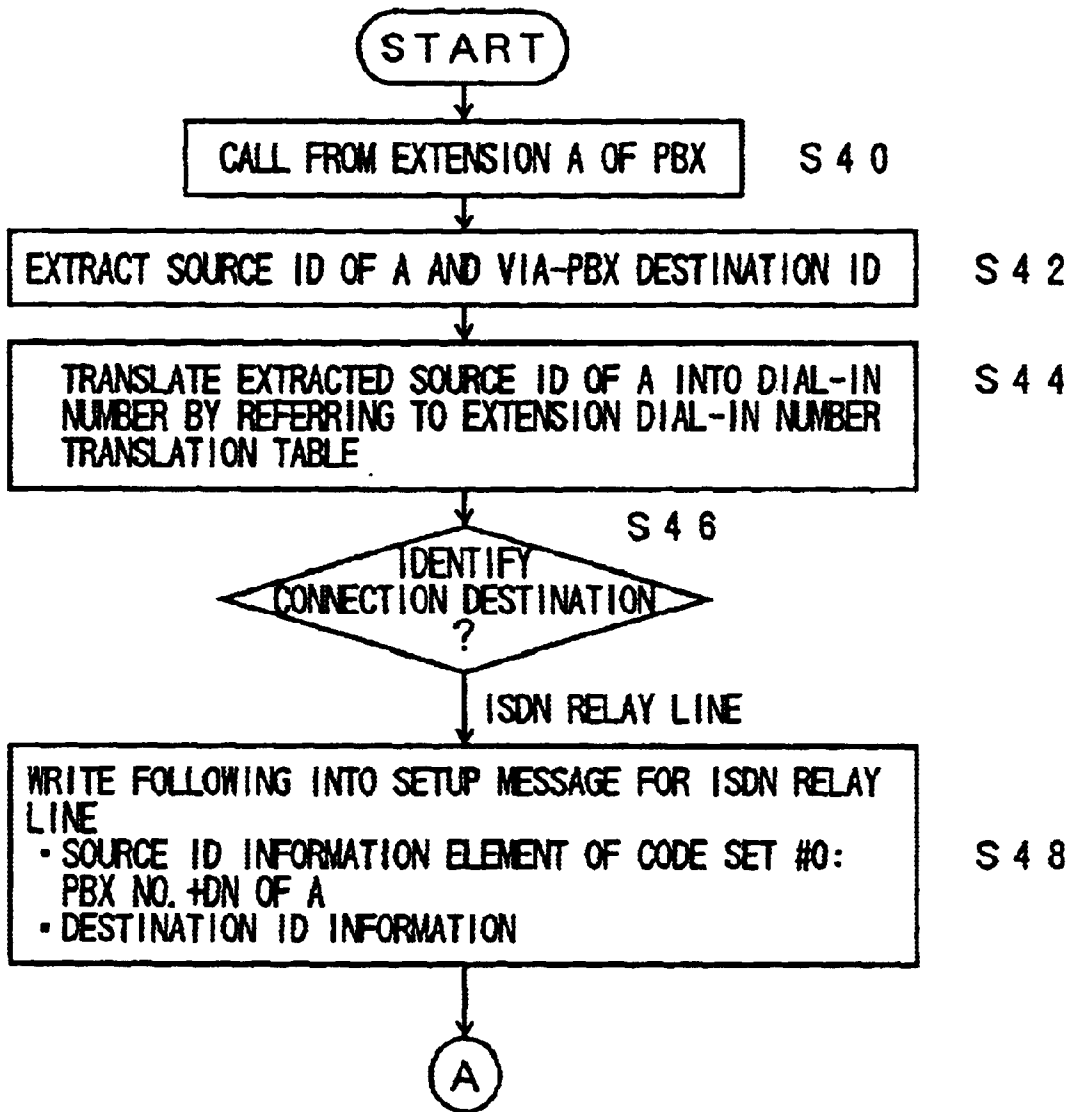 START
CALL FROM EXTENSION A OF PBX S40
EXTRACT SOURCE ID OF A AND VIA-PBX DESTINATION ID S42
TRANSLATE EXTRACTED SOURCE ID OF A INTO DIAL-IN S44
NUMBER BY REFERRING TO EXTENSION DIAL-IN NUMBER
TRANSLATION TABLE
S46
IDENTIFY
CONNECTION DESTINATION
?
ISDN RELAY LINE
WRITE FOLLOWING INTO SETUP MESSAGE FOR ISDN RELAY
LINE
・SOURCE ID INFORMATION ELEMENT OF CODE SET #0: S48
PBX NO.+DN OF A
・DESTINATION ID INFORMATION
A